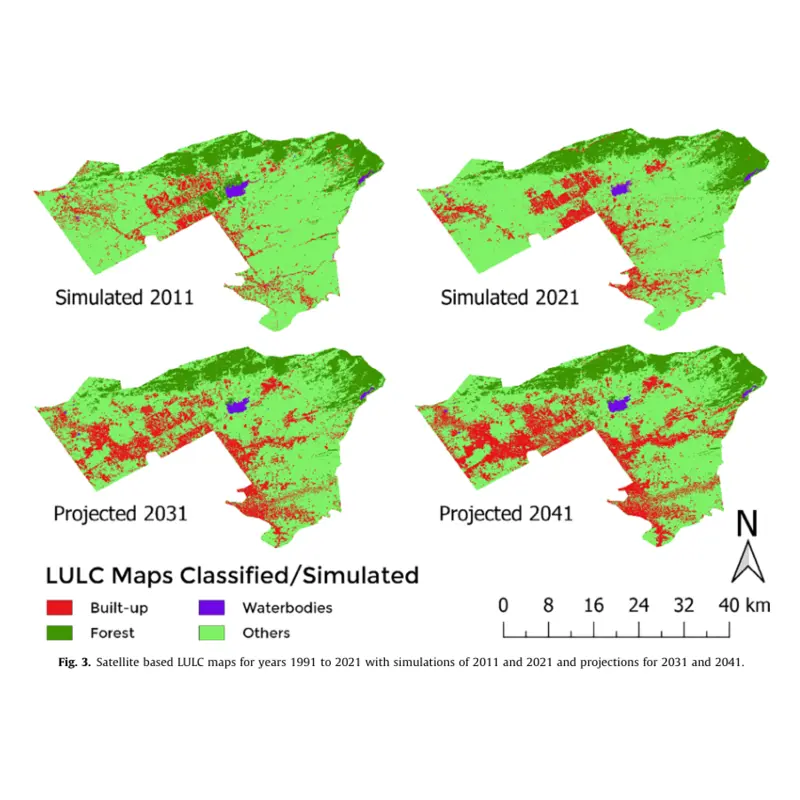 Simulated 2011
Simulated 2021
Projected 2031
Projected 2041
N
LULC Maps Classified/Simulated
Built-up
Waterbodies
Forest
Others
0 8 16 24 32 40 km
Fig. 3. Satellite based LULC maps for years 1991 to 2021 with simulations of 2011 and 2021 and projections for 2031 and 2041.